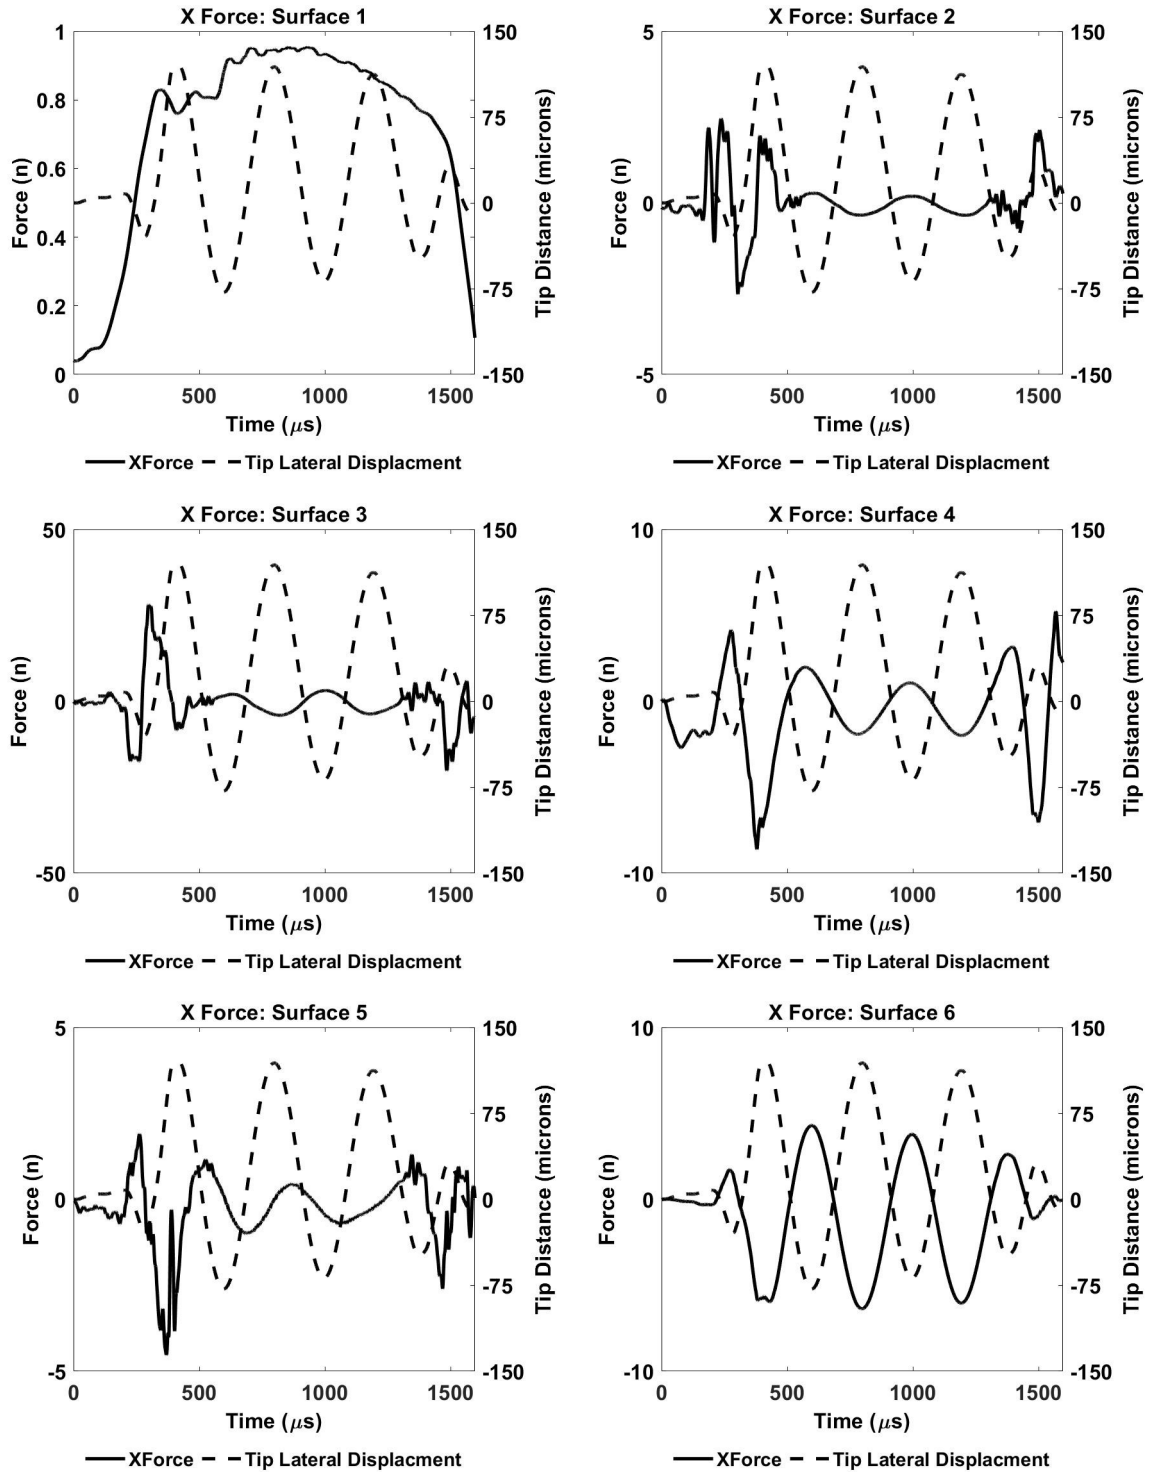 X Force: Surface 1
1
0.8
0.6
0.4
0.2
0
150
75
0
-75
-150
0
500
1000
1500
Force (n)
Tip Distance (microns)
Time (μs)
XForce
Tip Lateral Displacment
X Force: Surface 2
5
0
-5
150
75
0
-75
-150
0
500
1000
1500
Force (n)
Tip Distance (microns)
Time (μs)
XForce
Tip Lateral Displacment
X Force: Surface 3
50
0
-50
150
75
0
-75
-150
0
500
1000
1500
Force (n)
Tip Distance (microns)
Time (μs)
XForce
Tip Lateral Displacment
X Force: Surface 4
10
5
0
-5
-10
150
75
0
-75
-150
0
500
1000
1500
Force (n)
Tip Distance (microns)
Time (μs)
XForce
Tip Lateral Displacment
X Force: Surface 5
5
0
-5
150
75
0
-75
-150
0
500
1000
1500
Force (n)
Tip Distance (microns)
Time (μs)
XForce
Tip Lateral Displacment
X Force: Surface 6
10
5
0
-5
-10
150
75
0
-75
-150
0
500
1000
1500
Force (n)
Tip Distance (microns)
Time (μs)
XForce
Tip Lateral Displacment